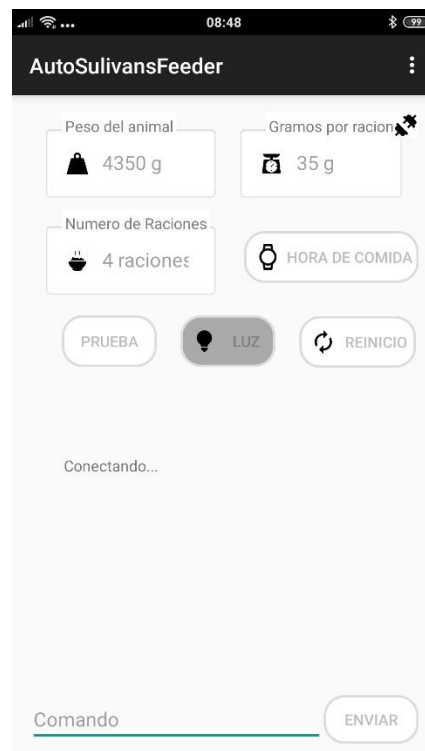 08:48
99
AutoSulivansFeeder
Peso del animal
Gramos por racion
4350 g
35 g
Numero de Raciones
4 raciones
HORA DE COMIDA
PRUEBA
LUZ
REINICIO
Conectando...
Comando
ENVIAR